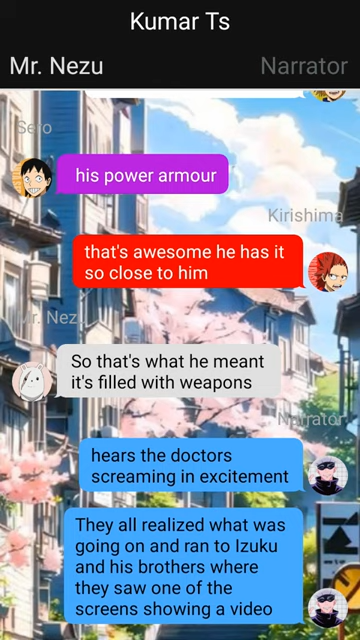 Kumar Ts
Mr. Nezu
Narrator
Sero
his power armour
Kirishima
that's awesome he has it
so close to him
Mr. Nezu
So that's what he meant
it's filled with weapons
Narrator
hears the doctors
screaming in excitement
They all realized what was
going on and ran to Izuku
and his brothers where
they saw one of the
screens showing a video